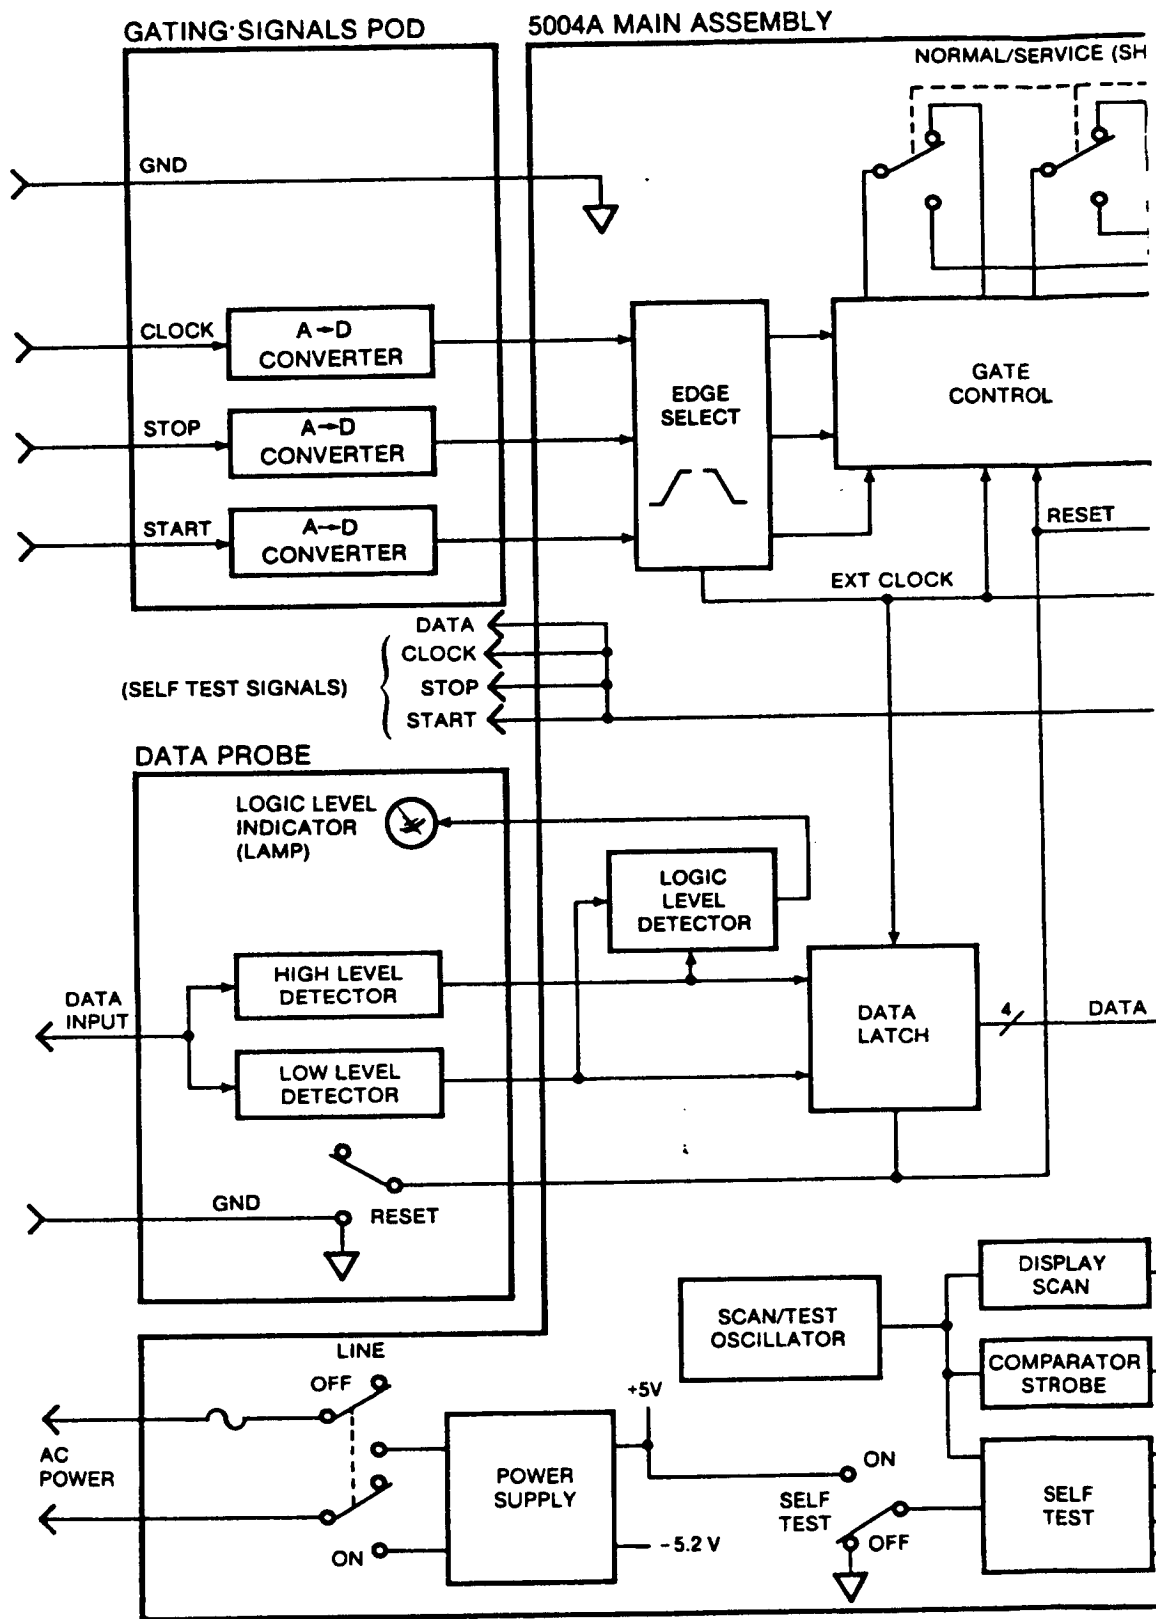 GATING·SIGNALS POD
5004A MAIN ASSEMBLY
NORMAL/SERVICE (SH
GND
CLOCK
A→D
CONVERTER
STOP
A→D
CONVERTER
START
A→D
CONVERTER
EDGE
SELECT
GATE
CONTROL
RESET
EXT CLOCK
DATA
CLOCK
(SELF TEST SIGNALS)
STOP
START
DATA PROBE
LOGIC LEVEL
INDICATOR
(LAMP)
LOGIC
LEVEL
DETECTOR
HIGH LEVEL
DETECTOR
DATA
INPUT
LOW LEVEL
DETECTOR
DATA
LATCH
4
DATA
GND
RESET
DISPLAY
SCAN
SCAN/TEST
OSCILLATOR
COMPARATOR
STROBE
LINE
OFF
AC
POWER
ON
POWER
SUPPLY
+5V
-5.2 V
ON
SELF
TEST
OFF
SELF
TEST